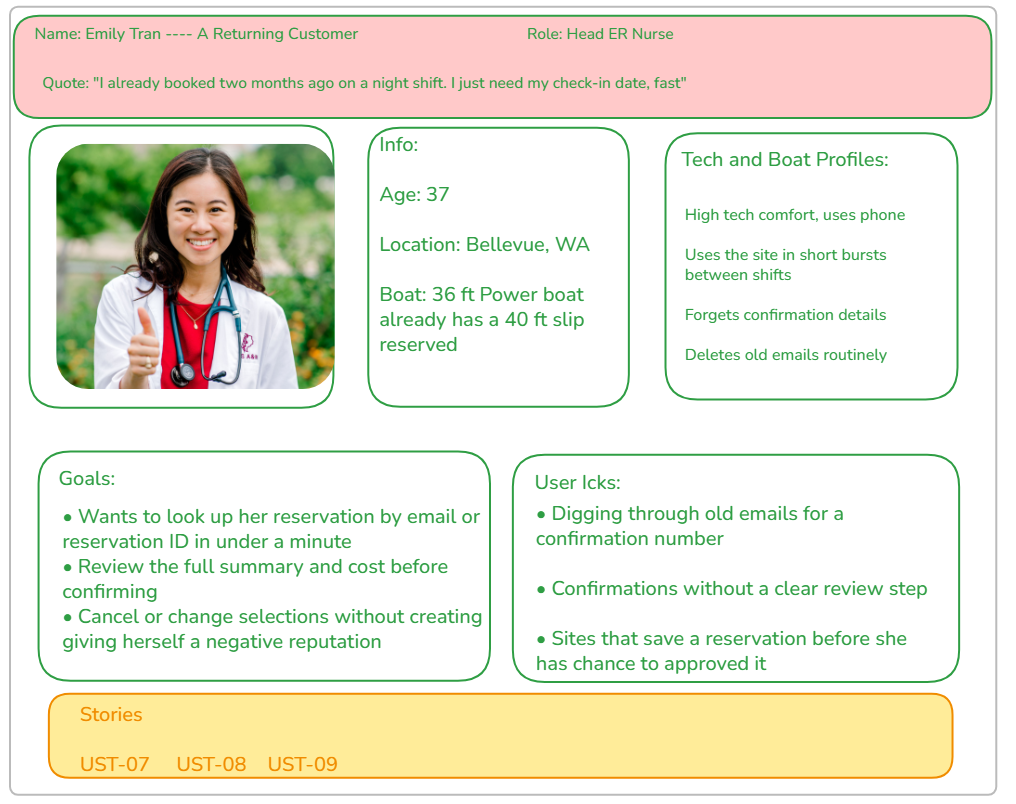 Name: Emily Tran ---- A Returning Customer
Role: Head ER Nurse
Quote: "I already booked two months ago on a night shift. I just need my check-in date, fast"
Info:
Age: 37
Location: Bellevue, WA
Boat: 36 ft Power boat
already has a 40 ft slip
reserved
Tech and Boat Profiles:
High tech comfort, uses phone
Uses the site in short bursts
between shifts
Forgets confirmation details
Deletes old emails routinely
Goals:
• Wants to look up her reservation by email or
reservation ID in under a minute
• Review the full summary and cost before
confirming
• Cancel or change selections without creating
giving herself a negative reputation
User Icks:
• Digging through old emails for a
confirmation number
• Confirmations without a clear review step
• Sites that save a reservation before she
has chance to approved it
Stories
UST-07 UST-08 UST-09